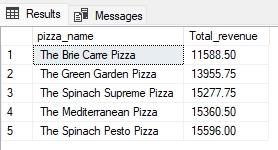 Results Messages
pizza_name Total_revenue
1 The Brie Carre Pizza 11588.50
2 The Green Garden Pizza 13955.75
3 The Spinach Supreme Pizza 15277.75
4 The Mediterranean Pizza 15360.50
5 The Spinach Pesto Pizza 15596.00